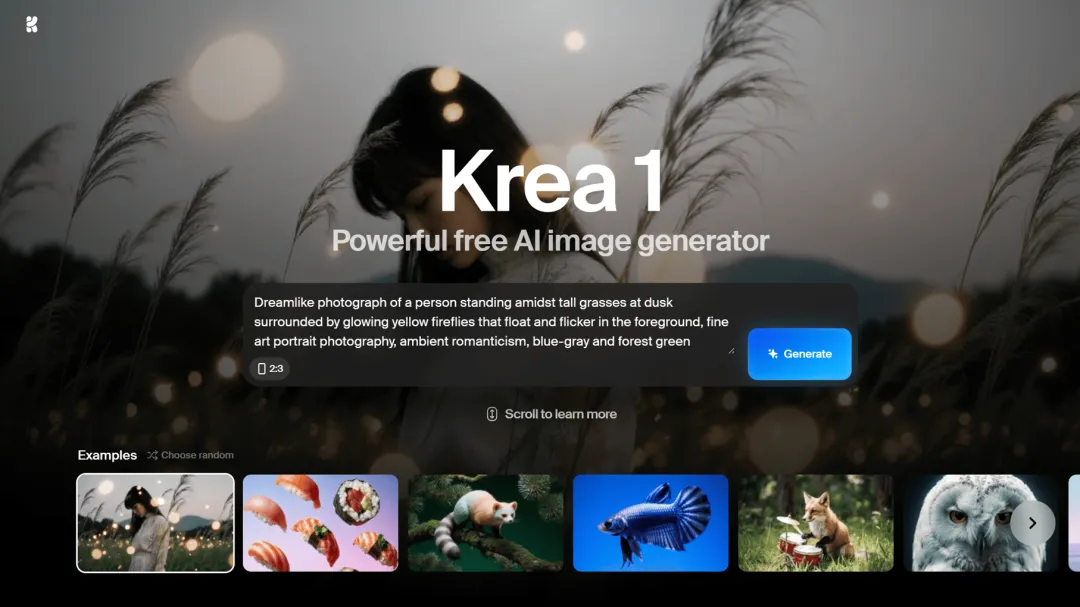 Krea 1
Powerful free AI image generator
Dreamlike photograph of a person standing amidst tall grasses at dusk
surrounded by glowing yellow fireflies that float and flicker in the foreground, fine
art portrait photography, ambient romanticism, blue-gray and forest green
2:3
Generate
Scroll to learn more
Examples
Choose random